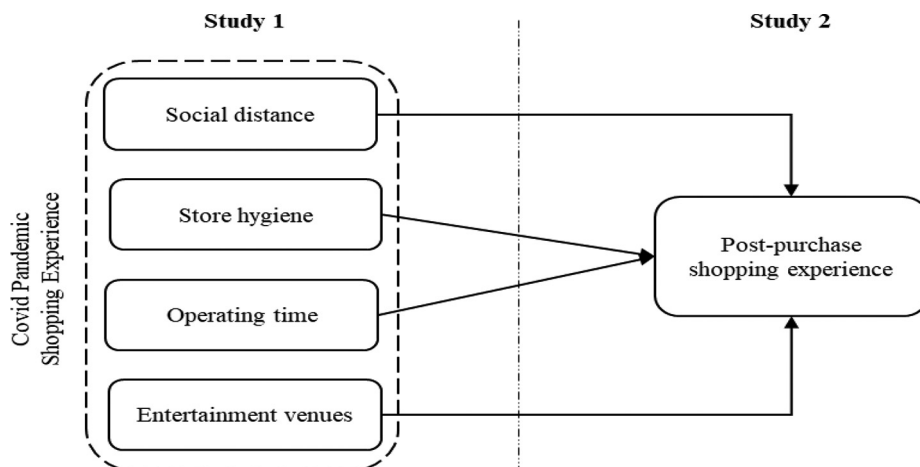 Study 1
Study 2
Covid Pandemic
Shopping Experience
Social distance
Store hygiene
Operating time
Entertainment venues
Post-purchase
shopping experience